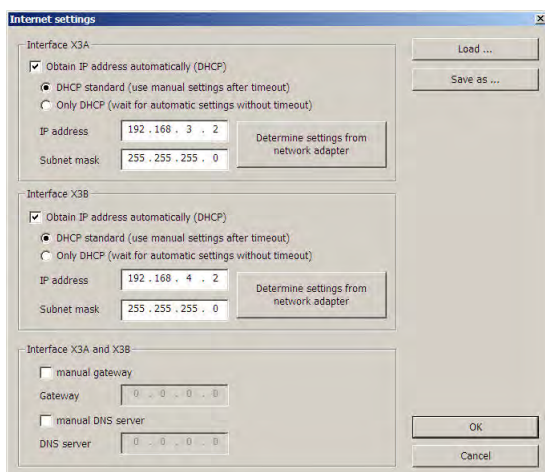 Internet settings
Interface X3A
Obtain IP address automatically (DHCP)
DHCP standard (use manual settings after timeout)
Only DHCP (wait for automatic settings without timeout)
IP address 192 . 168 . 3 . 2
Subnet mask 255 . 255 . 255 . 0
Determine settings from
network adapter
Interface X3B
Obtain IP address automatically (DHCP)
DHCP standard (use manual settings after timeout)
Only DHCP (wait for automatic settings without timeout)
IP address 192 . 168 . 4 . 2
Subnet mask 255 . 255 . 255 . 0
Determine settings from
network adapter
Interface X3A and X3B
manual gateway
Gateway 0 . 0 . 0 . 0
manual DNS server
DNS server 0 . 0 . 0 . 0
Load ...
Save as ...
OK
Cancel